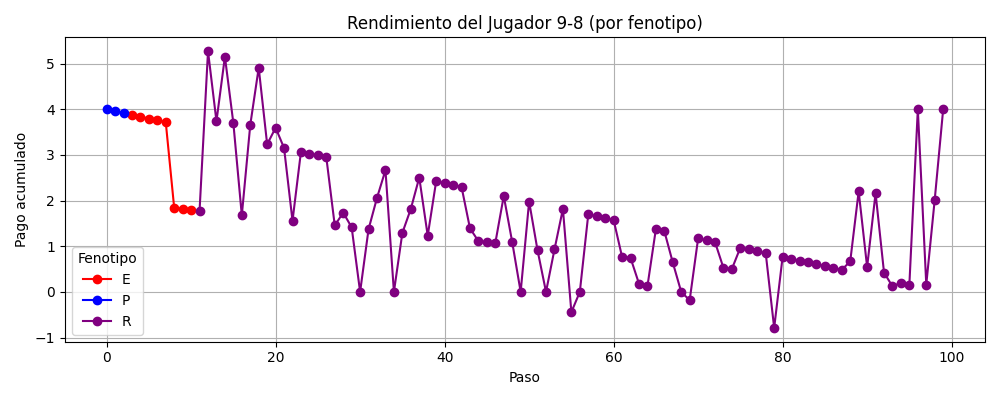 Rendimiento del Jugador 9-8 (por fenotipo)
Pago acumulado
5
4
3
2
1
0
−1
Fenotipo
E
P
R
0 20 40 60 80 100
Paso